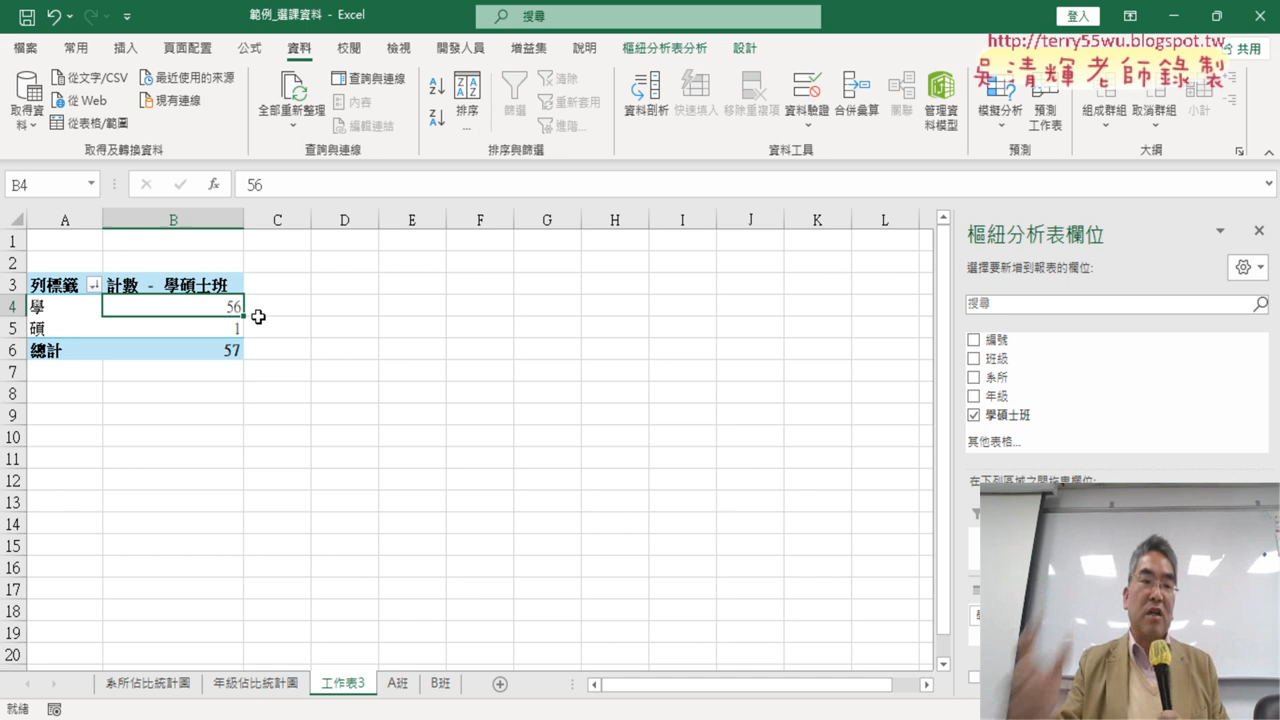 範例_選課資料 - Excel
搜尋
登入
檔案 常用 插入 頁面配置 公式 資料 校閱 檢視 開發人員 增益集 說明 樞紐分析表分析 設計
http://terry55wu.blogspot.tw
共用
吳清輝老師錄製
取得資料
從文字/CSV
從 Web
從表格/範圍
最近使用的來源
現有連線
取得及轉換資料
全部重新整理
查詢與連線
內容
編輯連結
查詢與連線
排序...
篩選
清除
重新套用
進階...
排序與篩選
資料剖析
快速填入
移除重複項
資料驗證
合併彙算
關聯
管理資料模型
資料工具
模擬分析
預測工作表
預測
組成群組
取消群組
小計
大綱
B4
fx
56
A B C D E F G H I J K L
1
2
3 列標籤 計數 - 學碩士班
4 學 56
5 碩 1
6 總計 57
7
8
9
10
11
12
13
14
15
16
17
18
19
20
樞紐分析表欄位
選擇要新增到報表的欄位:
搜尋
編號
班級
系所
年級
學碩士班
其他表格...
在下列區域之間拖曳欄位:
系所佔比統計圖 年級佔比統計圖 工作表3 A班 B班
就緒